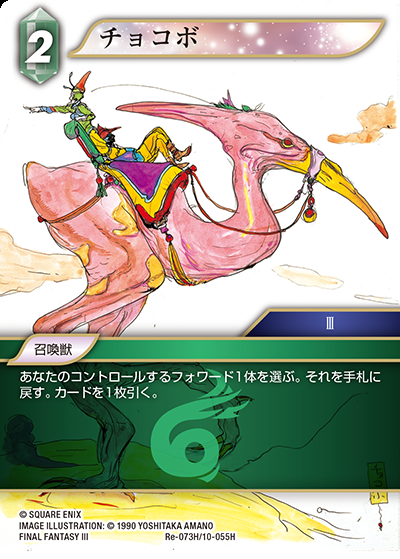 2
チョコボ
III
召喚獣
あなたのコントロールするフォワード1体を選ぶ。それを手札に
戻す。カードを1枚引く。
© SQUARE ENIX
IMAGE ILLUSTRATION: © 1990 YOSHITAKA AMANO
FINAL FANTASY III
Re-073H/10-055H